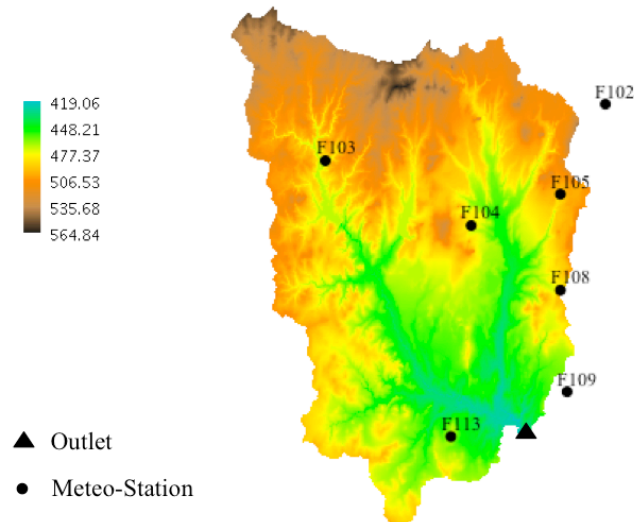 F102
419.06
448.21
477.37
506.53
535.68
564.84
F103
F105
F104
F108
F109
F113
Outlet
Meteo-Station